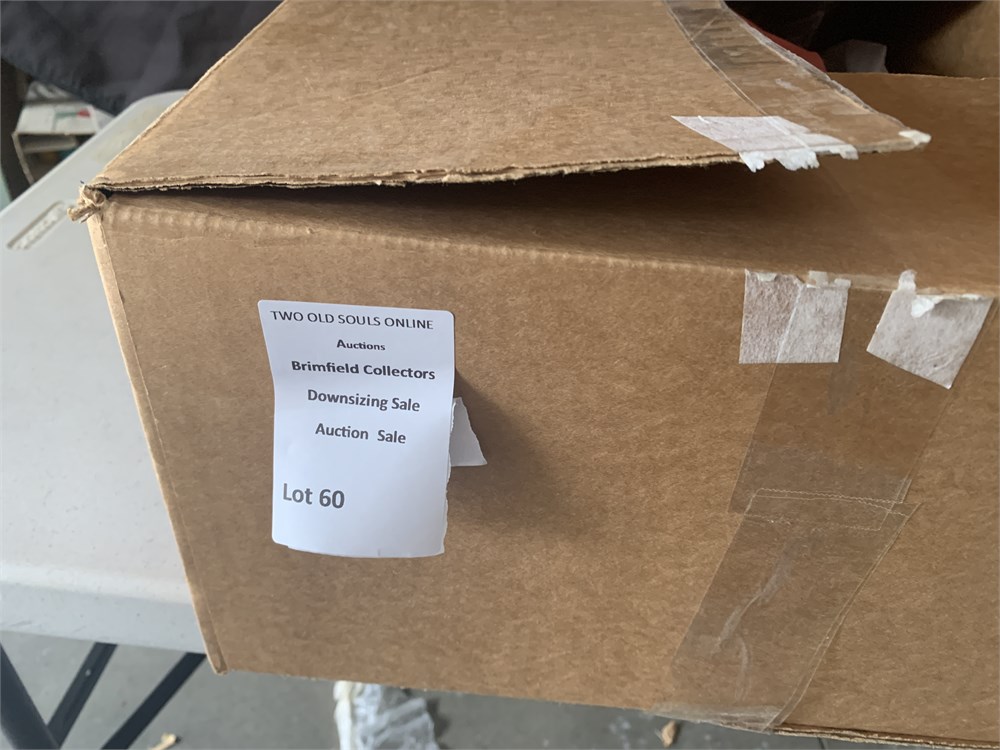 TWO OLD SOULS ONLINE
Auctions
Brimfield Collectors
Downsizing Sale
Auction Sale
Lot 60